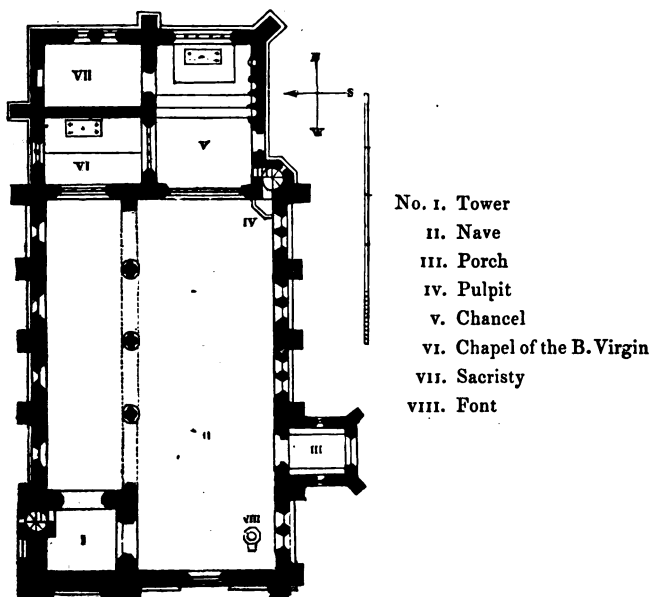 VII
E
S
W
V
VI
IV
No. I. Tower
II. Nave
III. Porch
IV. Pulpit
V. Chancel
VI. Chapel of the B. Virgin
VII. Sacristy
VIII. Font
II
III
VIII
I